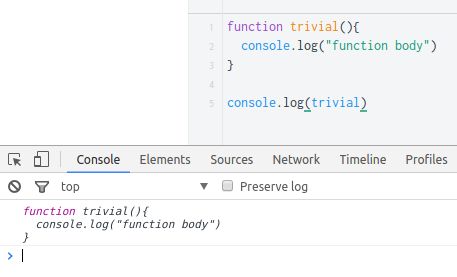 1 function trivial(){
2   console.log("function body")
3 }
4
5 console.log(trivial)
Console Elements Sources Network Timeline Profiles
top Preserve log
function trivial(){
  console.log("function body")
}
>